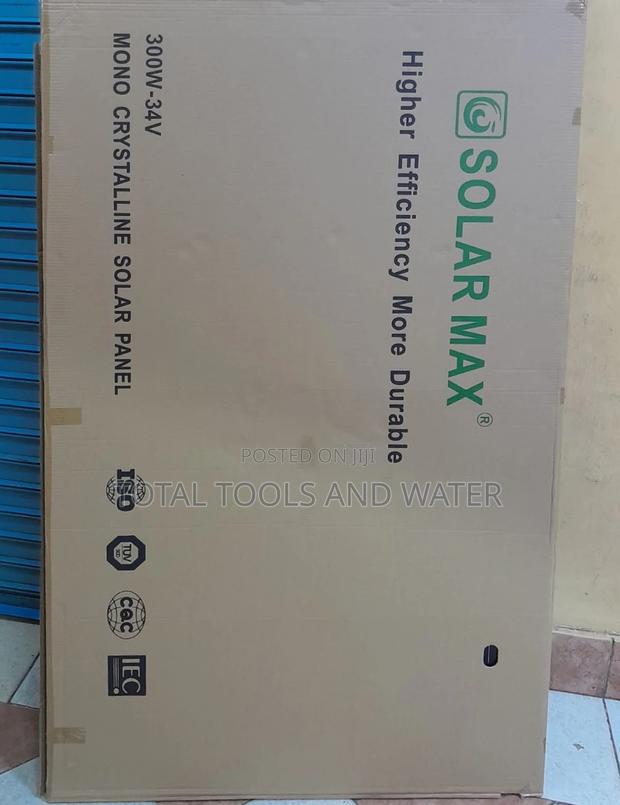 SOLAR MAX®
Higher Efficiency More Durable
300W-34V
MONO CRYSTALLINE SOLAR PANEL
ISO
TUV
cqc
IEC
POSTED ON JIJI
TOTAL TOOLS AND WATER